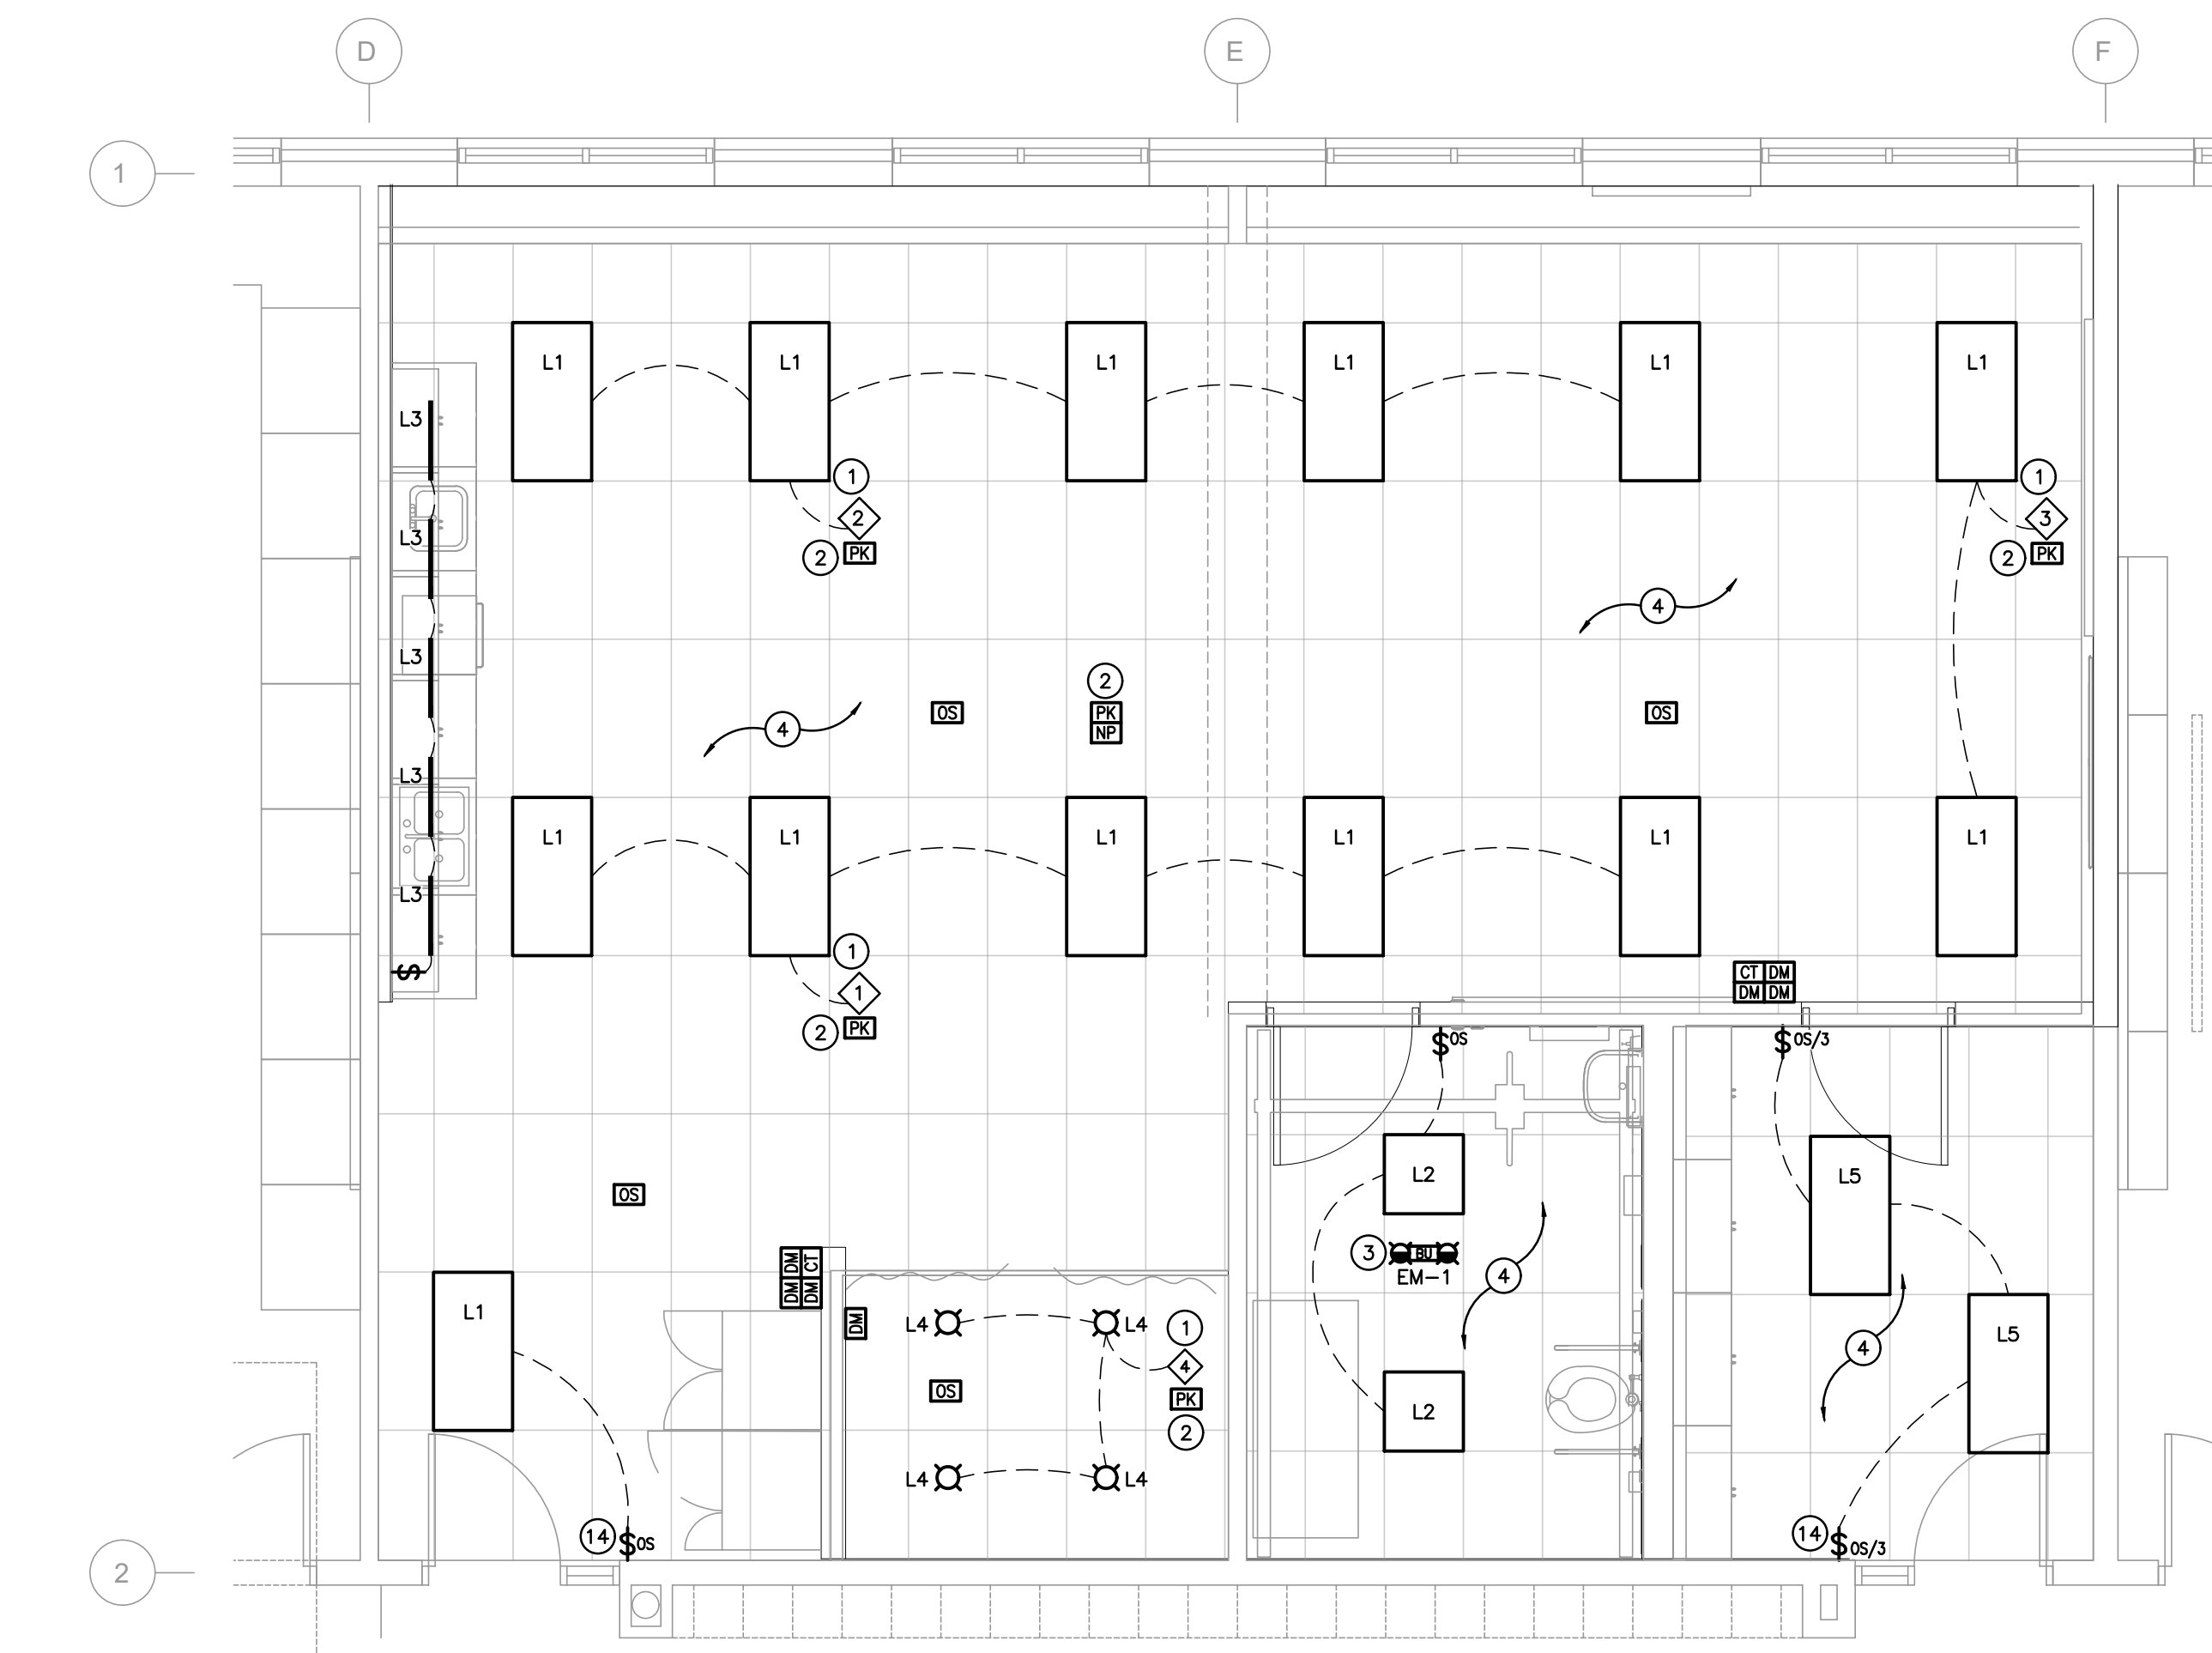 D E F
1
L1 L1 L1 L1 L1 L1
L3
1 1
2 3
L3
2 PK 2 PK
4
L3
2
OS PK OS
NP
4
L3
L1 L1 L1 L1 L1 L1
L3
1
$ CT DM
1 DM DM
2 PK
$OS $OS/3
L2 L5
OS
3 BU 4
EM-1
DM CT
DM DM
L1 DM L4 L4 1 L5
4 4
OS PK
L2
2
L4 L4
14 $OS 14 $OS/3
2